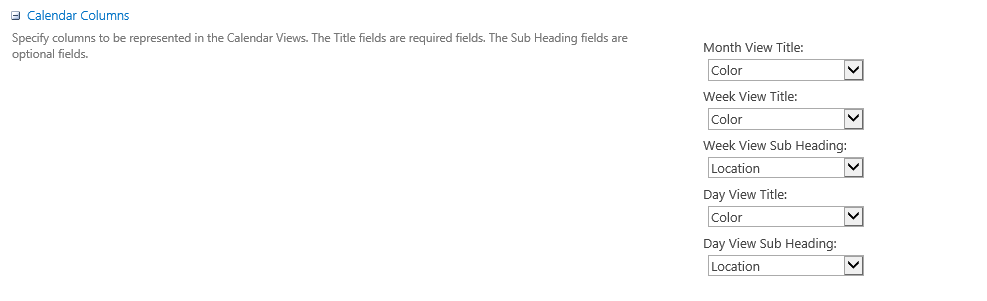 Calendar Columns
Specify columns to be represented in the Calendar Views. The Title fields are required fields. The Sub Heading fields are
optional fields.
Month View Title:
Color
Week View Title:
Color
Week View Sub Heading:
Location
Day View Title:
Color
Day View Sub Heading:
Location